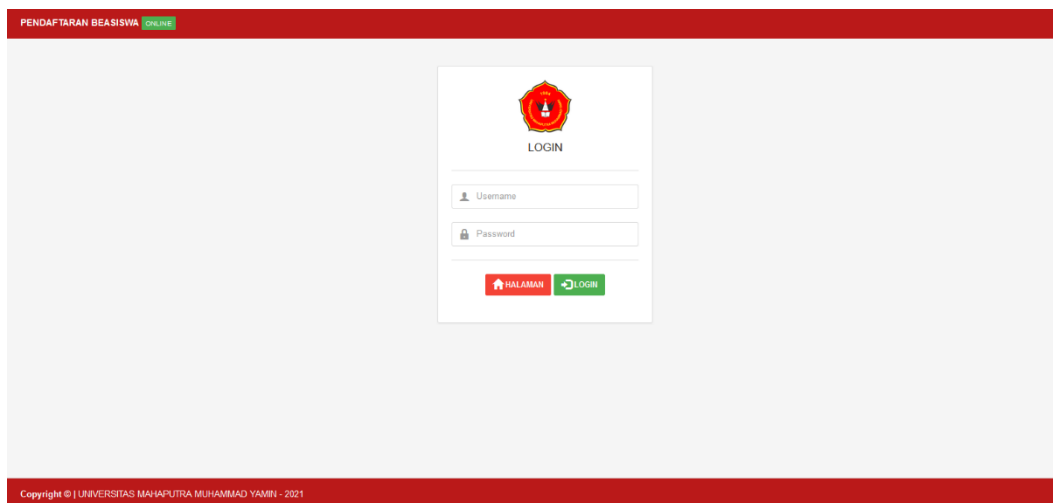 PENDAFTARAN BEASISWA ONLINE
LOGIN
Username
Password
HALAMAN LOGIN
Copyright © | UNIVERSITAS MAHAPUTRA MUHAMMAD YAMIN - 2021